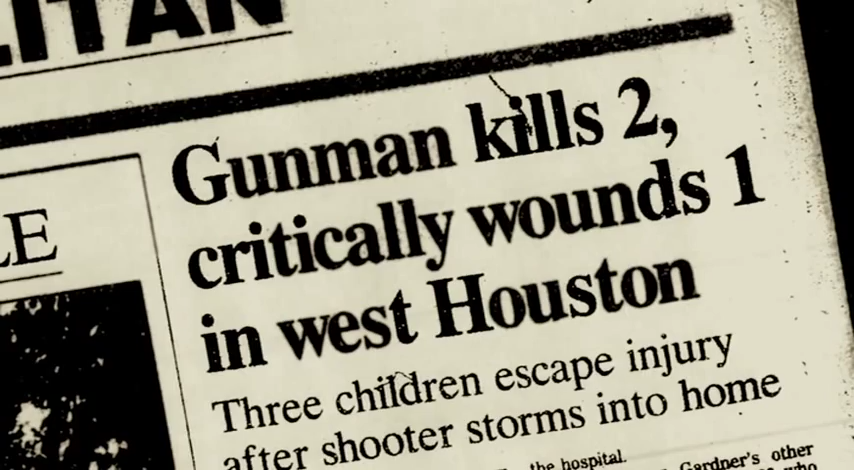 LITAN
LE
Gunman kills 2,
critically wounds 1
in west Houston
Three children escape injury
after shooter storms into home
the hospital.
Gardner's other
who